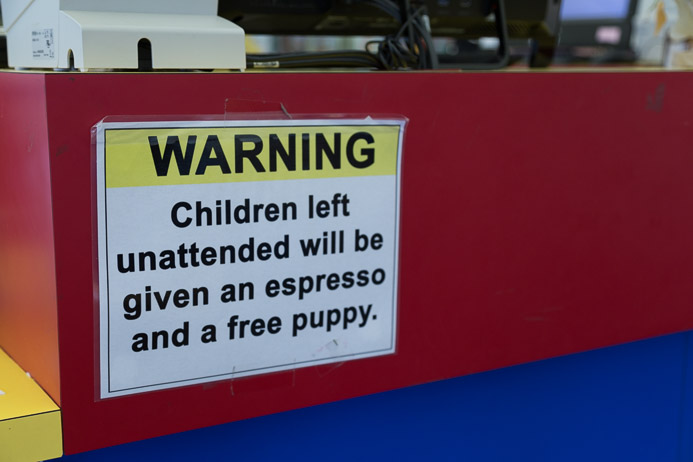 WARNING
Children left
unattended will be
given an espresso
and a free puppy.